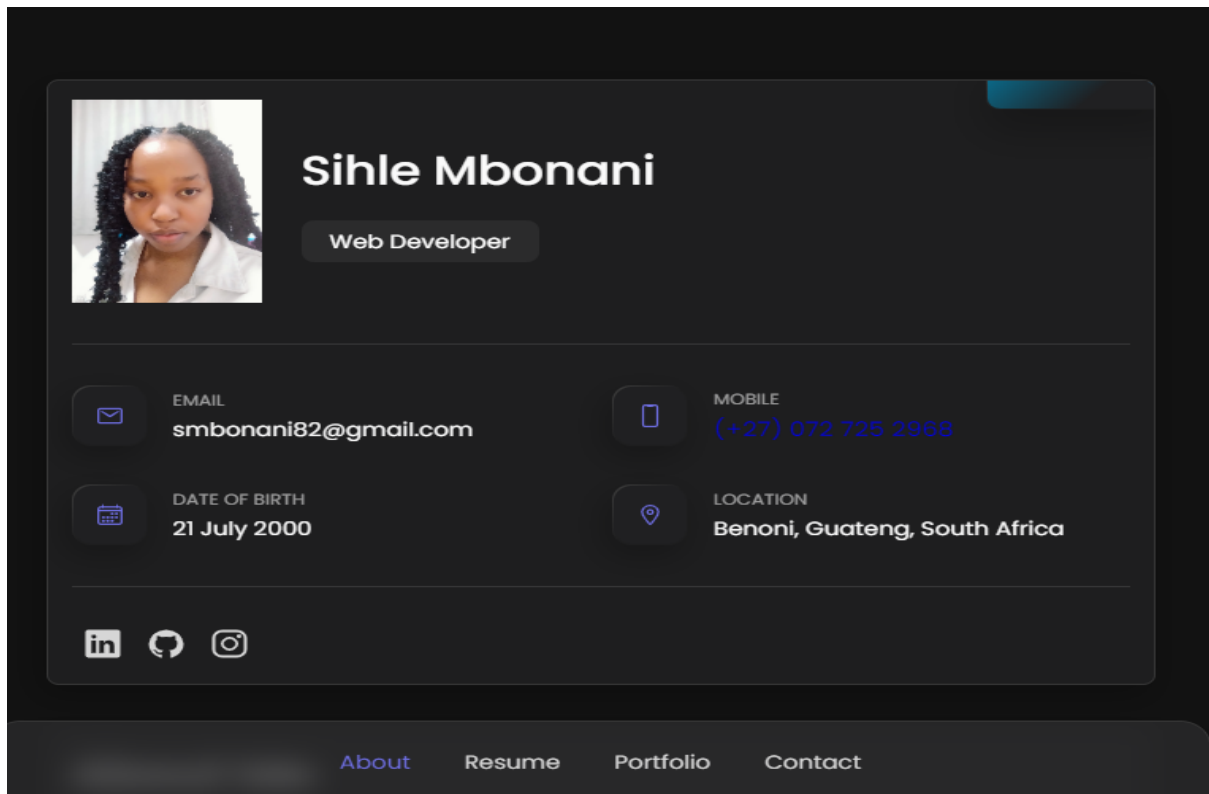 Sihle Mbonani
Web Developer
EMAIL
smbonani82@gmail.com
MOBILE
(+27) 072 725 2968
DATE OF BIRTH
21 July 2000
LOCATION
Benoni, Guateng, South Africa
in
About Resume Portfolio Contact